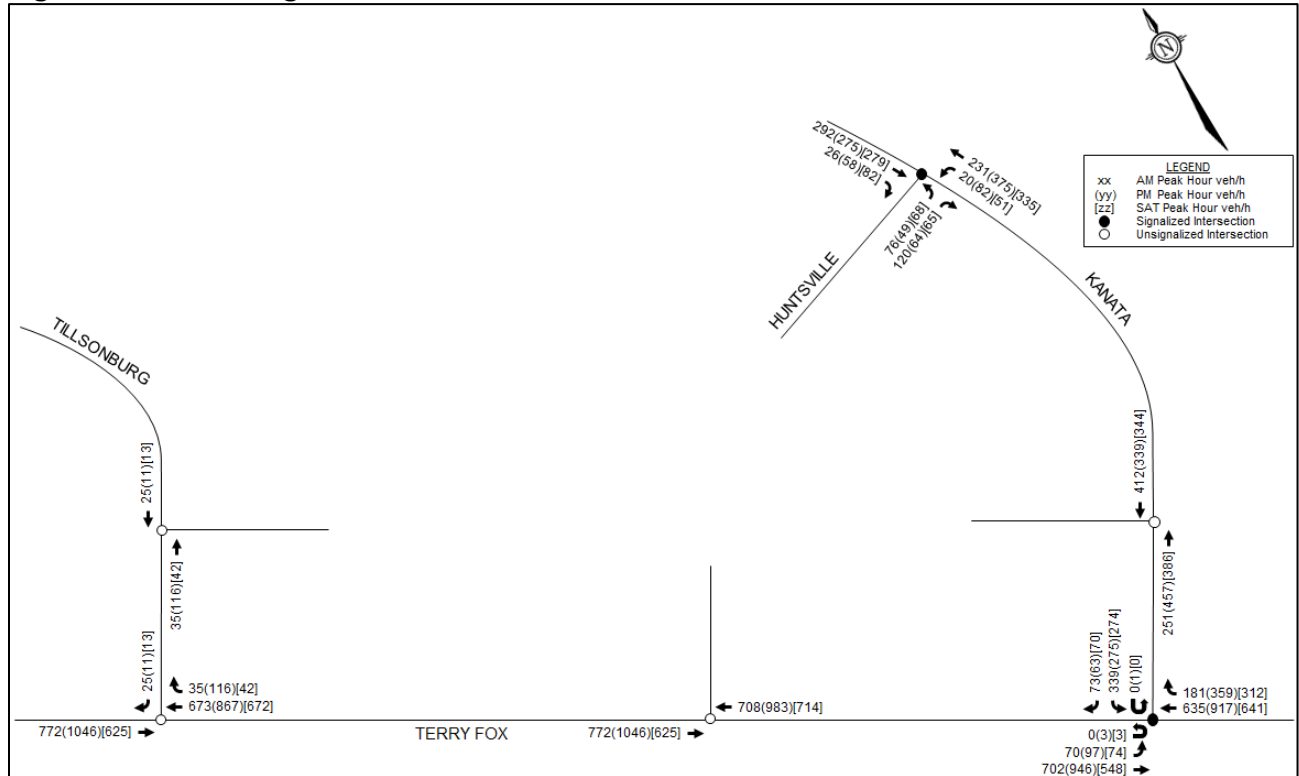 N
292(275)[279]
26(58)[82]
231(375)[335]
20(82)[51]
LEGEND
xx AM Peak Hour veh/h
(yy) PM Peak Hour veh/h
[zz] SAT Peak Hour veh/h
Signalized Intersection
Unsignalized Intersection
76(49)[68]
120(64)[65]
HUNTSVILLE
KANATA
TILLSONBURG
25(11)[13]
412(339)[344]
35(116)[42]
251(457)[386]
25(11)[13]
35(116)[42]
673(867)[672]
772(1046)[625]
TERRY FOX
708(983)[714]
772(1046)[625]
73(63)[70]
339(275)[274]
0(1)[0]
181(359)[312]
635(917)[641]
0(3)[3]
70(97)[74]
702(946)[548]